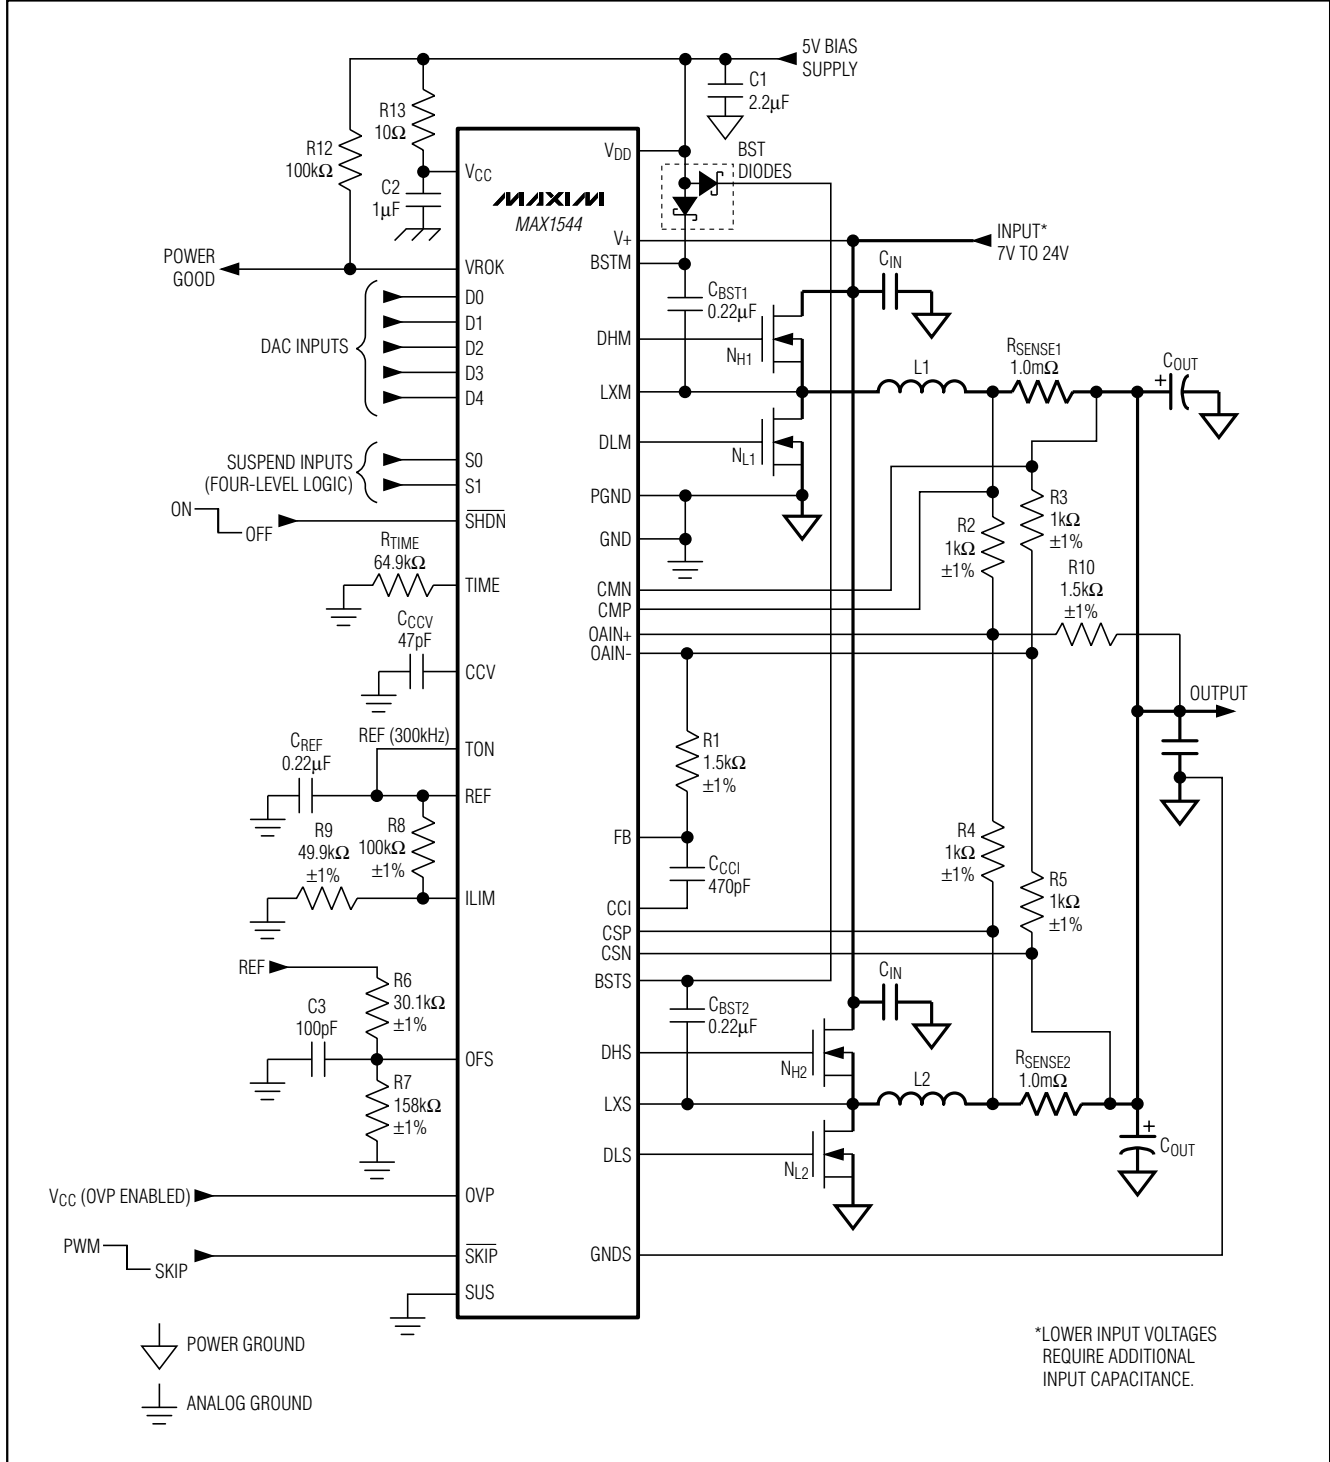 5V BIAS
SUPPLY
C1
2.2µF
R13
10Ω
R12
100kΩ
C2
1µF
VCC
MAXIM
MAX1544
VDD
BST
DIODES
V+
INPUT*
7V TO 24V
BSTM
POWER
GOOD
VROK
CIN
CBST1
0.22µF
DAC INPUTS
D0
D1
D2
D3
D4
DHM
NH1
LXM
L1
RSENSE1
1.0mΩ
+
COUT
DLM
NL1
SUSPEND INPUTS
(FOUR-LEVEL LOGIC)
S0
S1
PGND
ON
OFF
SHDN
GND
R2
1kΩ
±1%
R3
1kΩ
±1%
RTIME
64.9kΩ
TIME
R10
1.5kΩ
±1%
CMN
CMP
OAIN+
OAIN-
CCCV
47pF
CCV
OUTPUT
REF (300kHz)
TON
CREF
0.22µF
REF
R1
1.5kΩ
±1%
R9
49.9kΩ
±1%
R8
100kΩ
±1%
ILIM
FB
CCCI
470pF
CCI
R4
1kΩ
±1%
R5
1kΩ
±1%
CSP
CSN
REF
R6
30.1kΩ
±1%
C3
100pF
OFS
R7
158kΩ
±1%
BSTS
CBST2
0.22µF
CIN
DHS
NH2
LXS
L2
RSENSE2
1.0mΩ
DLS
NL2
+
COUT
VCC (OVP ENABLED)
OVP
PWM
SKIP
SKIP
GNDS
SUS
POWER GROUND
ANALOG GROUND
*LOWER INPUT VOLTAGES
REQUIRE ADDITIONAL
INPUT CAPACITANCE.